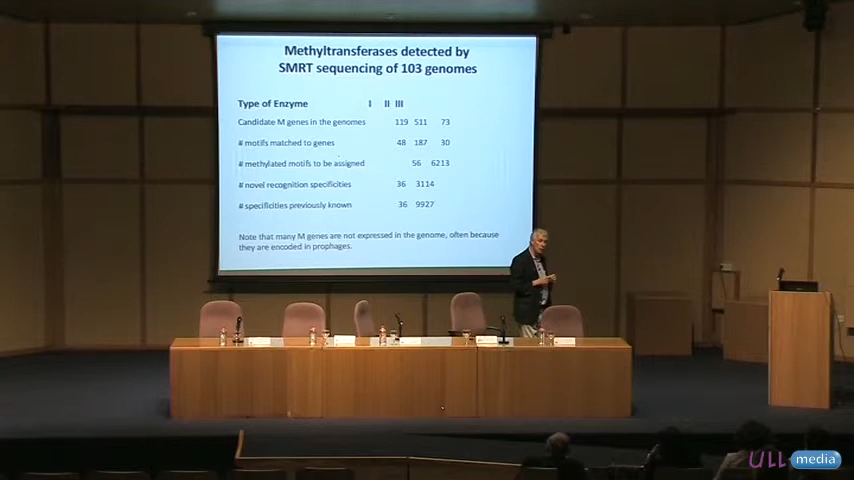 Methyltransferases detected by
SMRT sequencing of 103 genomes
Type of Enzyme I II III
Candidate M genes in the genomes 119 511 73
# motifs matched to genes 48 187 30
# methylated motifs to be assigned 56 6213
# novel recognition specificities 36 3114
# specificities previously known 36 9927
Note that many M genes are not expressed in the genome, often because
they are encoded in prophages.
ULL media